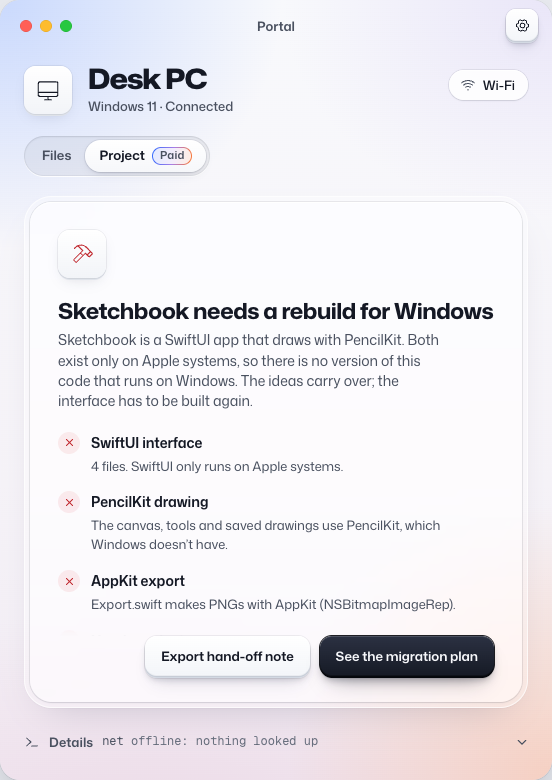 Portal
Desk PC
Windows 11 · Connected
Wi-Fi
Files
Project
Paid
Sketchbook needs a rebuild for Windows
Sketchbook is a SwiftUI app that draws with PencilKit. Both
exist only on Apple systems, so there is no version of this
code that runs on Windows. The ideas carry over; the
interface has to be built again.
SwiftUI interface
4 files. SwiftUI only runs on Apple systems.
PencilKit drawing
The canvas, tools and saved drawings use PencilKit, which
Windows doesn't have.
AppKit export
Export.swift makes PNGs with AppKit (NSBitmapImageRep).
Export hand-off note
See the migration plan
Details net offline: nothing looked up